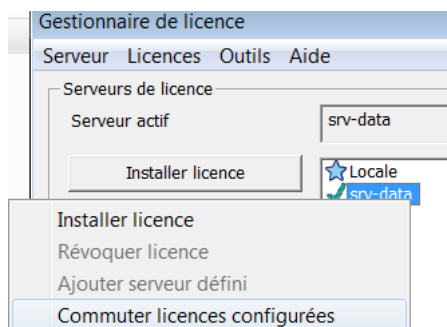 Gestionnaire de licence
Serveur Licences Outils Aide
Serveurs de licence
Serveur actif srv-data
Installer licence Locale
srv-data
Installer licence
Révoquer licence
Ajouter serveur défini
Commuter licences configurées